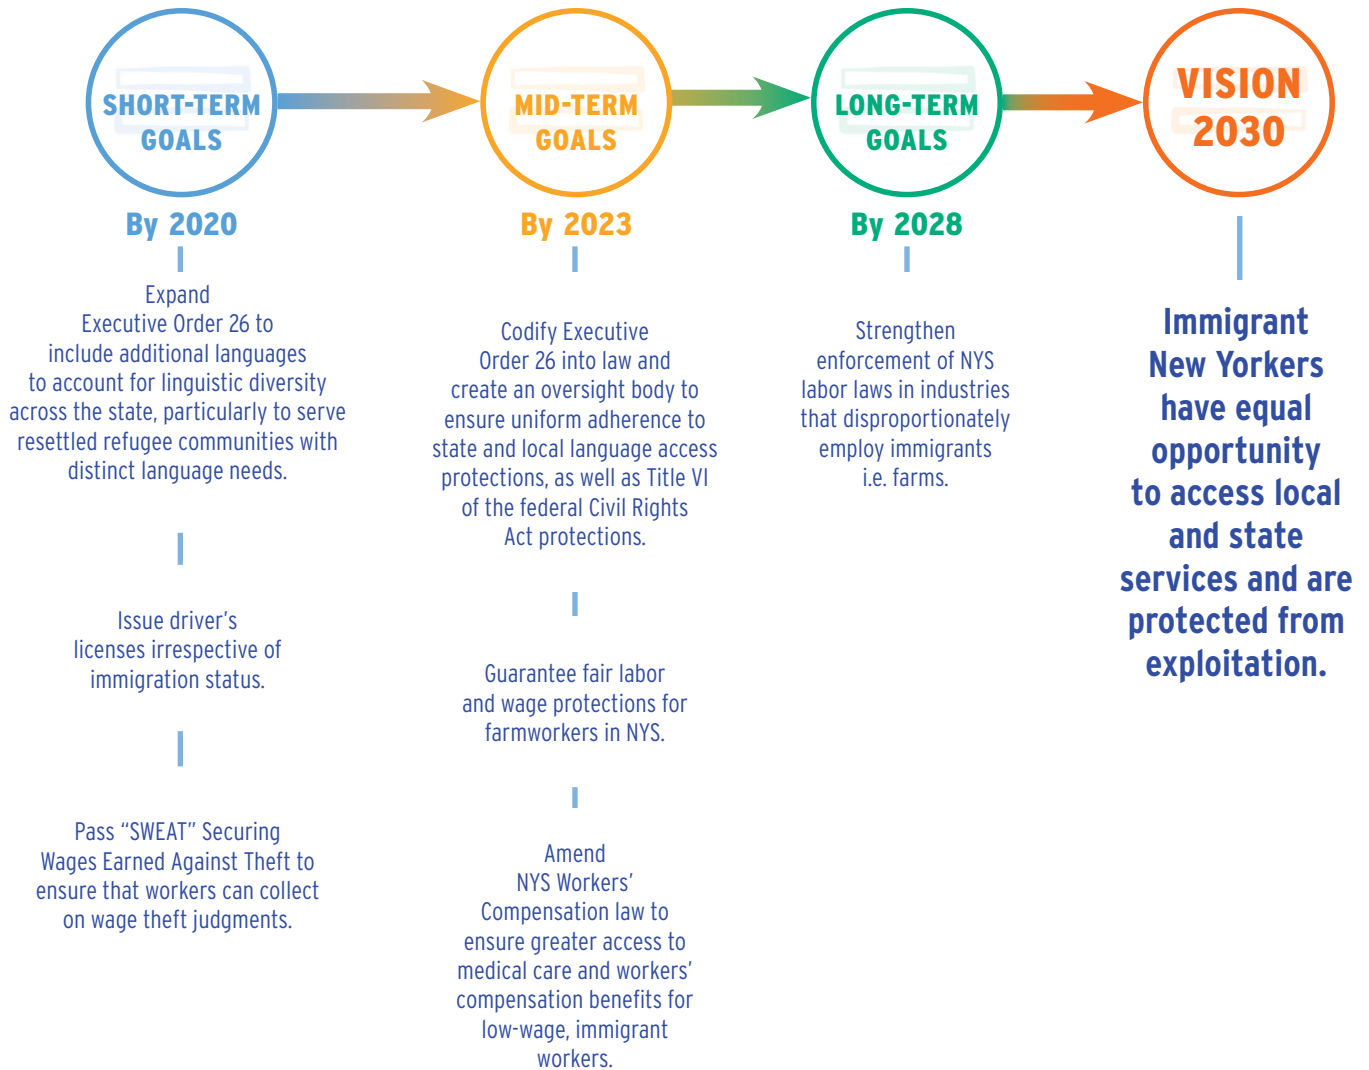 SHORT-TERM
GOALS
By 2020
Expand
Executive Order 26 to
include additional languages
to account for linguistic diversity
across the state, particularly to serve
resettled refugee communities with
distinct language needs.
Issue driver’s
licenses irrespective of
immigration status.
Pass “SWEAT” Securing
Wages Earned Against Theft to
ensure that workers can collect
on wage theft judgments.
MID-TERM
GOALS
By 2023
Codify Executive
Order 26 into law and
create an oversight body to
ensure uniform adherence to
state and local language access
protections, as well as Title VI
of the federal Civil Rights
Act protections.
Guarantee fair labor
and wage protections for
farmworkers in NYS.
Amend
NYS Workers’
Compensation law to
ensure greater access to
medical care and workers’
compensation benefits for
low-wage, immigrant
workers.
LONG-TERM
GOALS
By 2028
Strengthen
enforcement of NYS
labor laws in industries
that disproportionately
employ immigrants
i.e. farms.
VISION
2030
Immigrant
New Yorkers
have equal
opportunity
to access local
and state
services and are
protected from
exploitation.